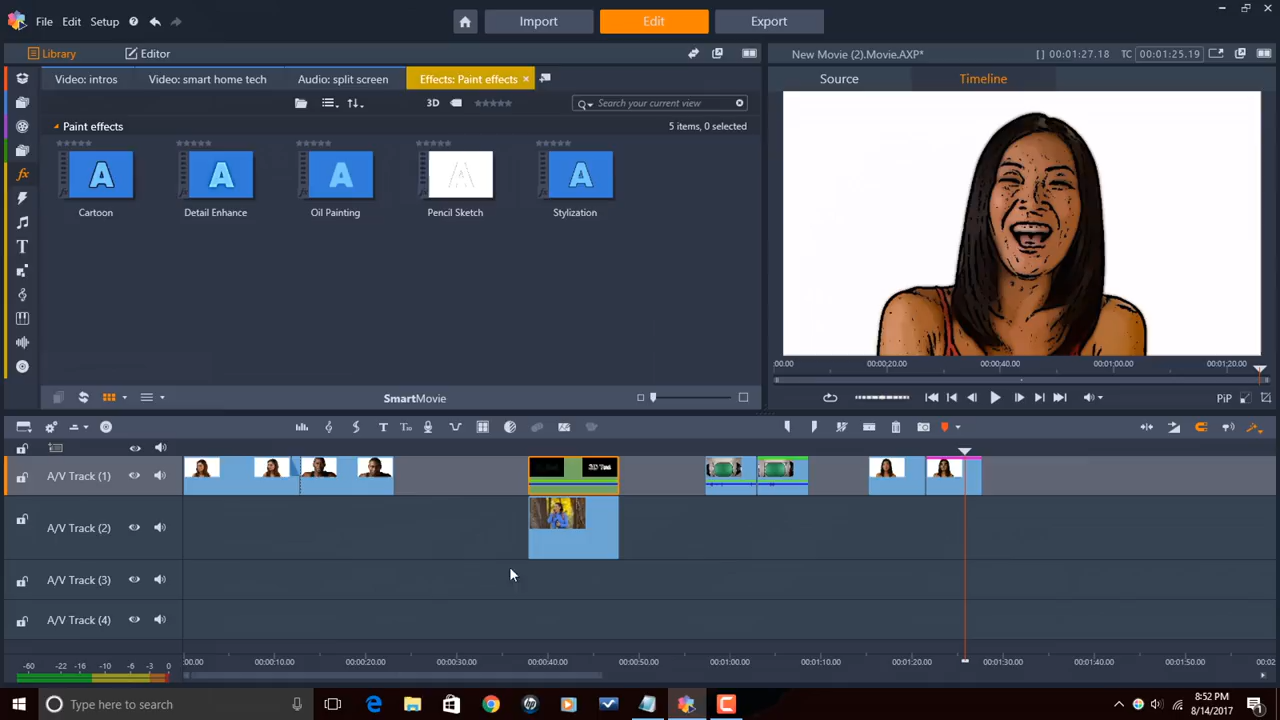 File Edit Setup
Import Edit Export
Library Editor
New Movie (2).Movie.AXP* [ ] 00:01:27.18 TC 00:01:25.19
Video: intros Video: smart home tech Audio: split screen Effects: Paint effects ×
Source Timeline
3D Search your current view
Paint effects 5 items, 0 selected
A A A A A
Cartoon Detail Enhance Oil Painting Pencil Sketch Stylization
:00.00 00:00:20.00 00:00:40.00 00:01:00.00 00:01:20.00
SmartMovie
PiP
A/V Track (1)
3D Text
A/V Track (2)
A/V Track (3)
A/V Track (4)
-60 -22 -16 -10 -6 -3 0
:00.00 00:00:10.00 00:00:20.00 00:00:30.00 00:00:40.00 00:00:50.00 00:01:00.00 00:01:10.00 00:01:20.00 00:01:30.00 00:01:40.00 00:01:50.00 00:02
Type here to search
8:52 PM
8/14/2017